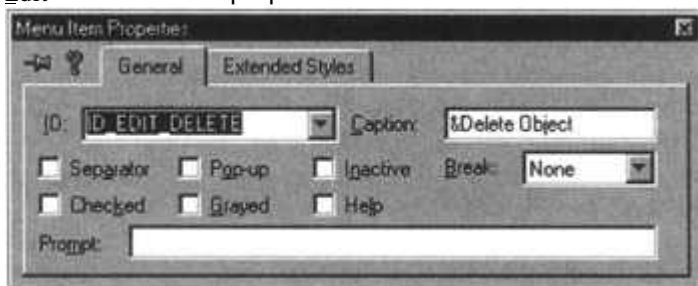 Menu Item Properties
General Extended Styles
ID: ID_EDIT_DELETE Caption: &Delete Object
Separator Pop-up Inactive Break: None
Checked Grayed Help
Prompt: